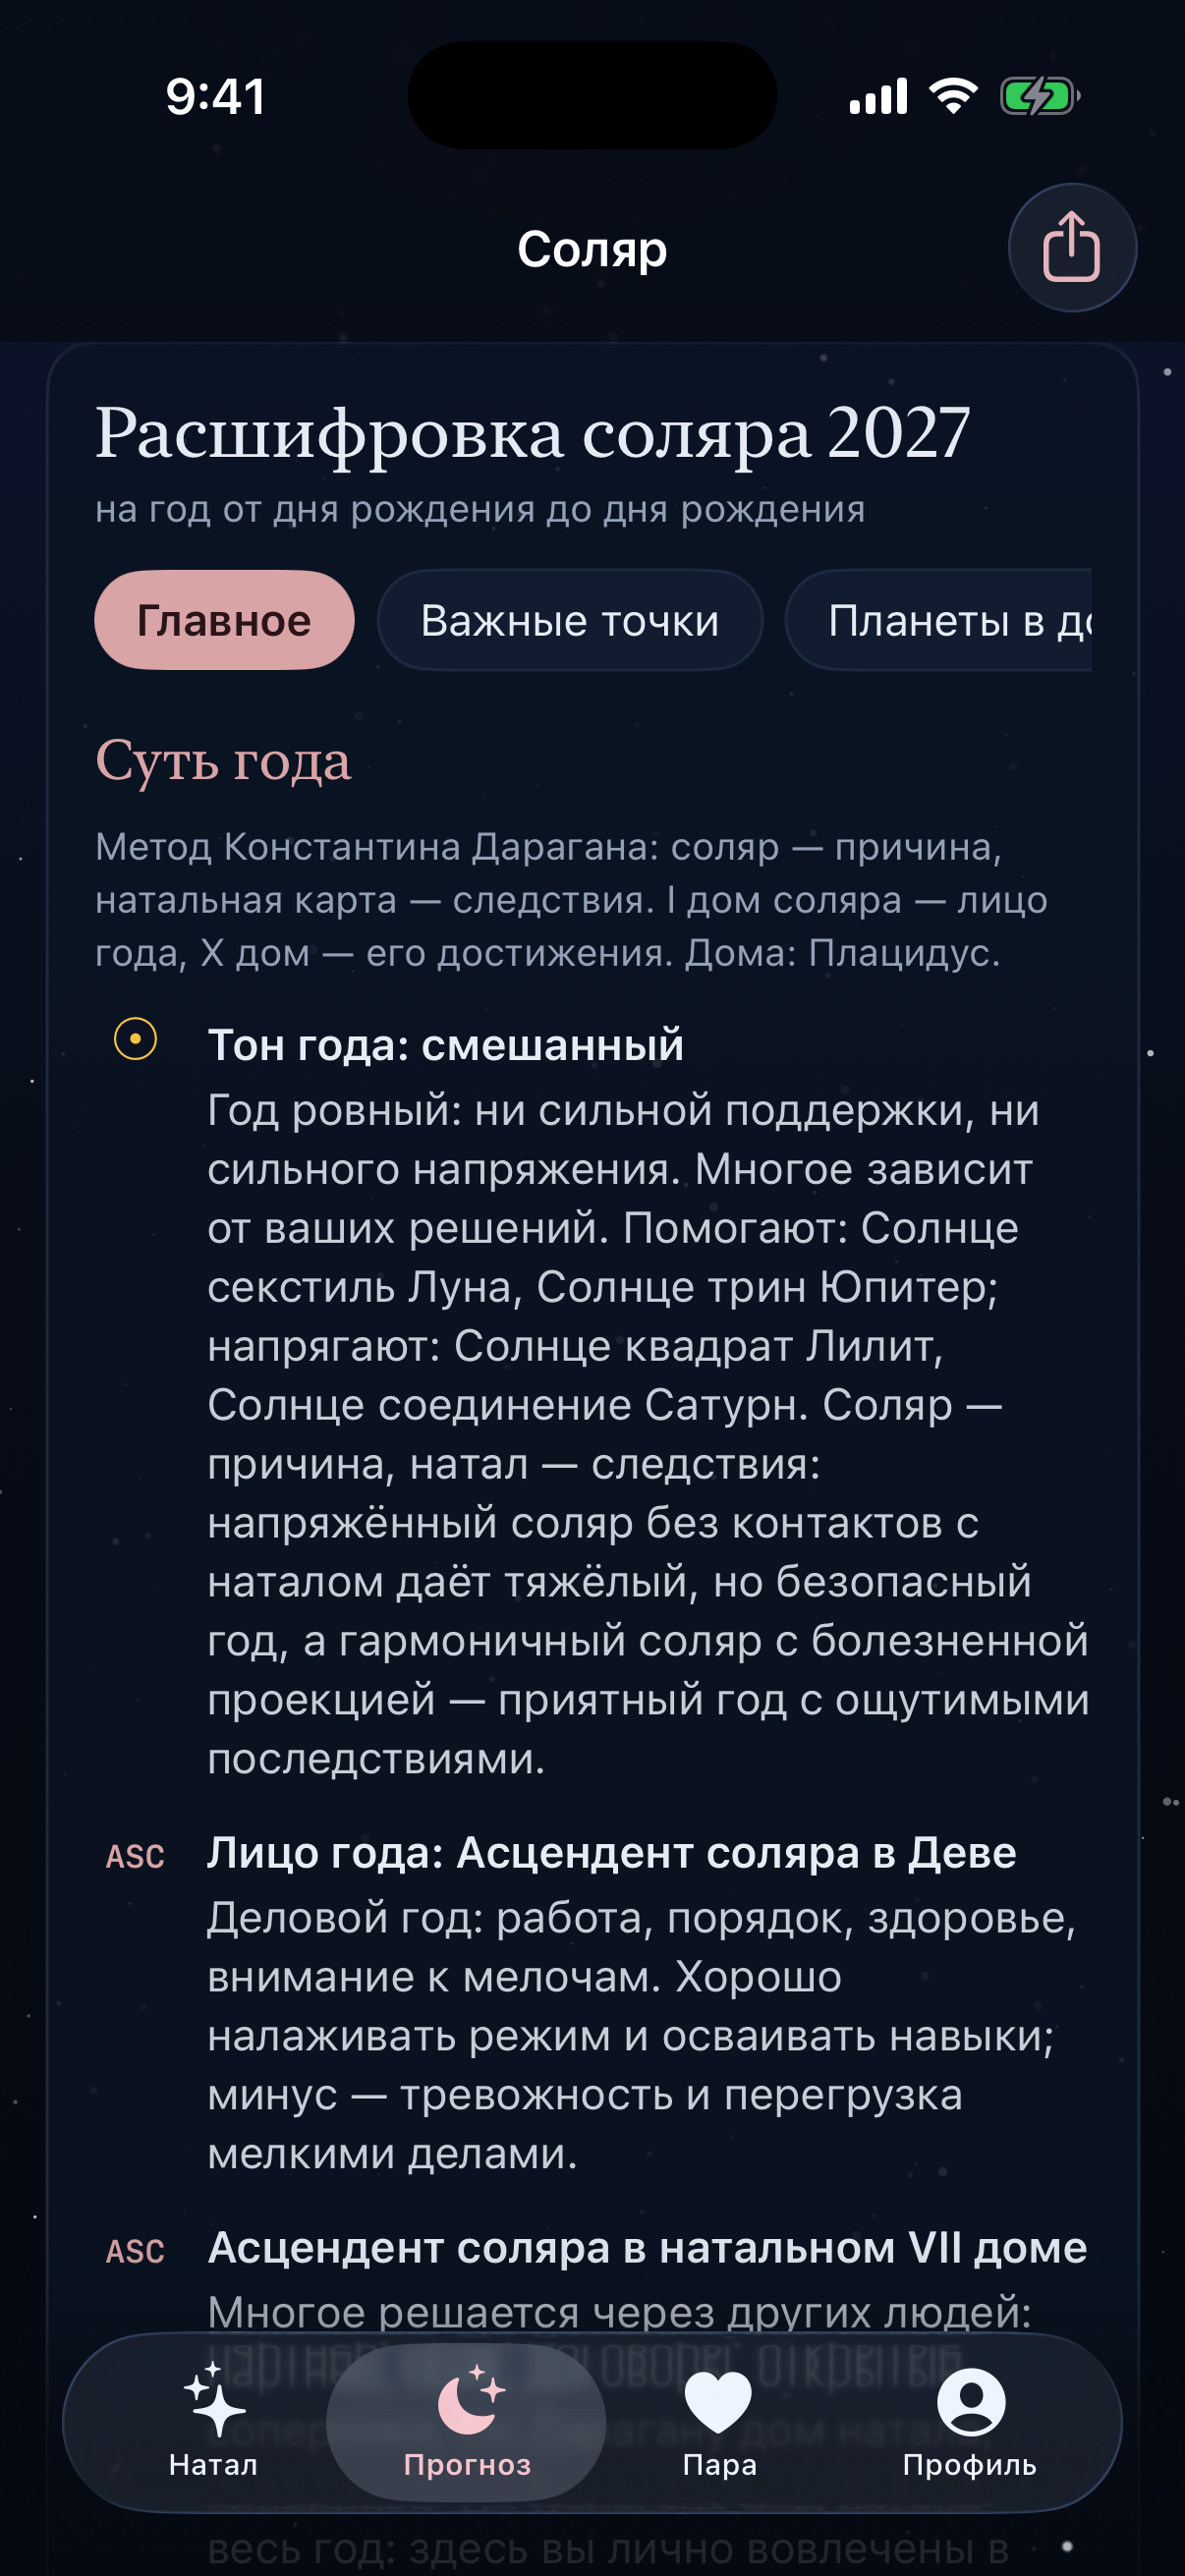 9:41
Соляр
Расшифровка соляра 2027
на год от дня рождения до дня рождения
Главное
Важные точки
Планеты в
Суть года
Метод Константина Дарагана: соляр — причина,
натальная карта — следствия. I дом соляра — лицо
года, X дом — его достижения. Дома: Плацидус.
Тон года: смешанный
Год ровный: ни сильной поддержки, ни
сильного напряжения. Многое зависит
от ваших решений. Помогают: Солнце
секстиль Луна, Солнце трин Юпитер;
напрягают: Солнце квадрат Лилит,
Солнце соединение Сатурн. Соляр —
причина, натал — следствия:
напряжённый соляр без контактов с
наталом даёт тяжёлый, но безопасный
год, а гармоничный соляр с болезненной
проекцией — приятный год с ощутимыми
последствиями.
ASC
Лицо года: Асцендент соляра в Деве
Деловой год: работа, порядок, здоровье,
внимание к мелочам. Хорошо
налаживать режим и осваивать навыки;
минус — тревожность и перегрузка
мелкими делами.
ASC
Асцендент соляра в натальном VII доме
Многое решается через других людей:
Натал
Прогноз
Пара
Профиль
весь год: здесь вы лично вовлечены в